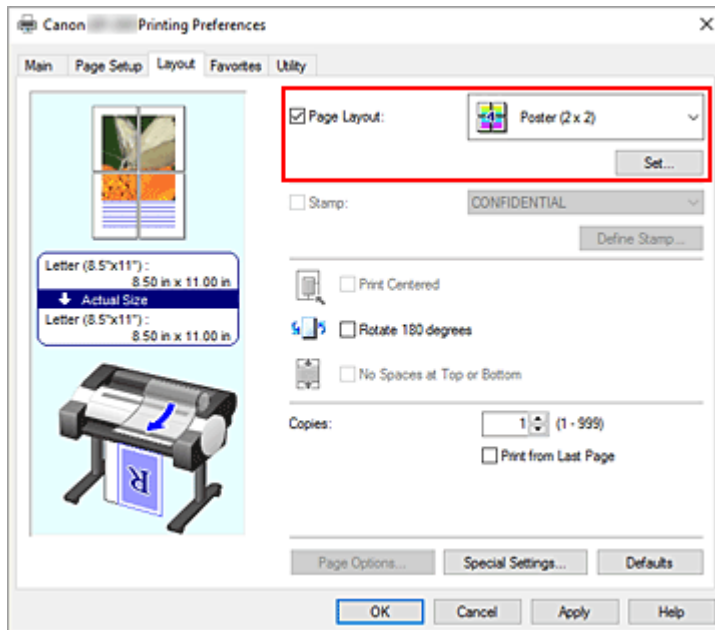 Canon Printing Preferences
Main Page Setup Layout Favorites Utility
Page Layout:
4 Poster (2 x 2)
Set...
Stamp:
CONFIDENTIAL
Define Stamp...
Letter (8.5"x11") :
8.50 in x 11.00 in
Actual Size
Letter (8.5"x11") :
8.50 in x 11.00 in
Print Centered
Rotate 180 degrees
No Spaces at Top or Bottom
Copies: 1 (1 - 999)
Print from Last Page
R
Page Options... Special Settings... Defaults
OK Cancel Apply Help